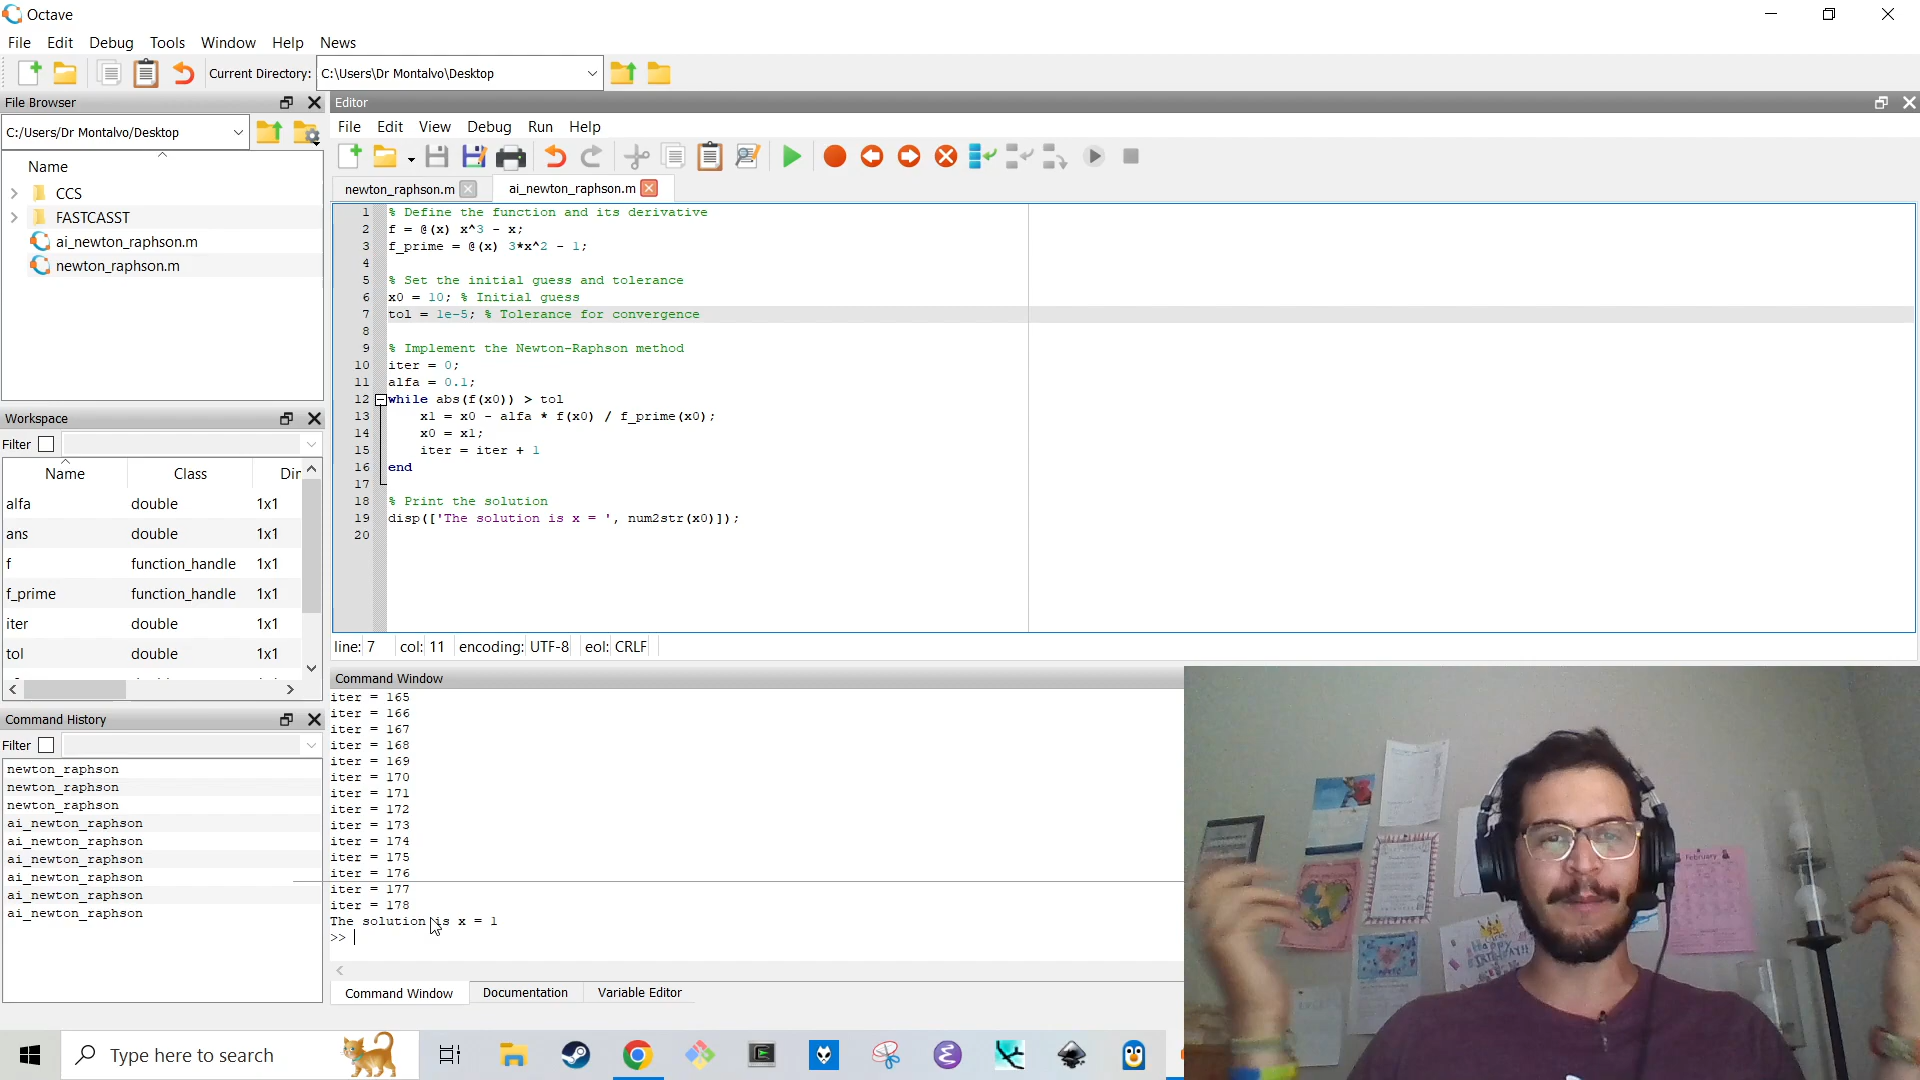 Octave
File Edit Debug Tools Window Help News
Current Directory: C:\Users\Dr Montalvo\Desktop
File Browser
C:/Users/Dr Montalvo/Desktop
Name
CCS
FASTCASST
ai_newton_raphson.m
newton_raphson.m
Workspace
Filter
Name Class Dir
alfa double 1x1
ans double 1x1
f function_handle 1x1
f_prime function_handle 1x1
iter double 1x1
tol double 1x1
Command History
Filter
newton_raphson
newton_raphson
newton_raphson
ai_newton_raphson
ai_newton_raphson
ai_newton_raphson
ai_newton_raphson
ai_newton_raphson
ai_newton_raphson
Editor
File Edit View Debug Run Help
newton_raphson.m ai_newton_raphson.m
1 % Define the function and its derivative
2 f = @(x) x^3 - x;
3 f_prime = @(x) 3*x^2 - 1;
4
5 % Set the initial guess and tolerance
6 x0 = 10; % Initial guess
7 tol = 1e-5; % Tolerance for convergence
8
9 % Implement the Newton-Raphson method
10 iter = 0;
11 alfa = 0.1;
12 while abs(f(x0)) > tol
13 x1 = x0 - alfa * f(x0) / f_prime(x0);
14 x0 = x1;
15 iter = iter + 1
16 end
17
18 % Print the solution
19 disp(['The solution is x = ', num2str(x0)]);
20
line: 7 col: 11 encoding: UTF-8 eol: CRLF
Command Window
iter = 165
iter = 166
iter = 167
iter = 168
iter = 169
iter = 170
iter = 171
iter = 172
iter = 173
iter = 174
iter = 175
iter = 176
iter = 177
iter = 178
The solution is x = 1
>>
Command Window Documentation Variable Editor
February
HAPPY
BIRTHDAY
Type here to search